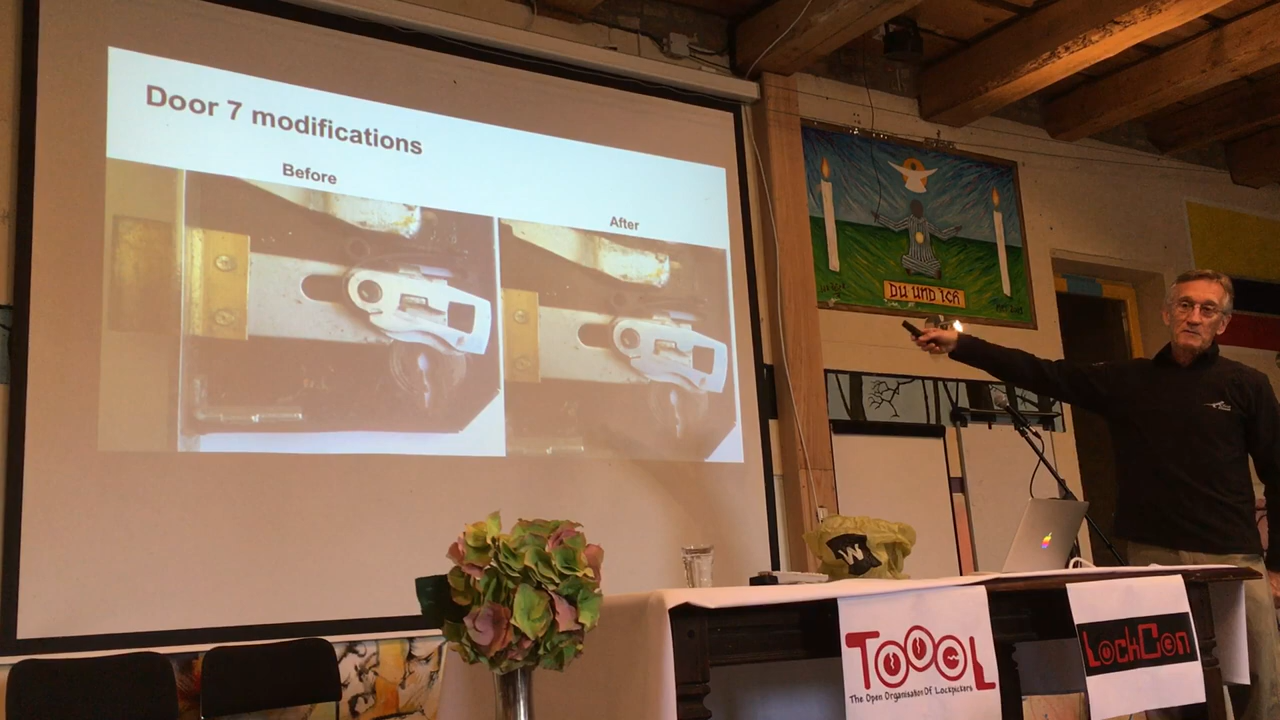 Door 7 modifications
Before
After
DU UND ICH
W
TOOOL
The Open Organisation Of Lockpickers
LockCon